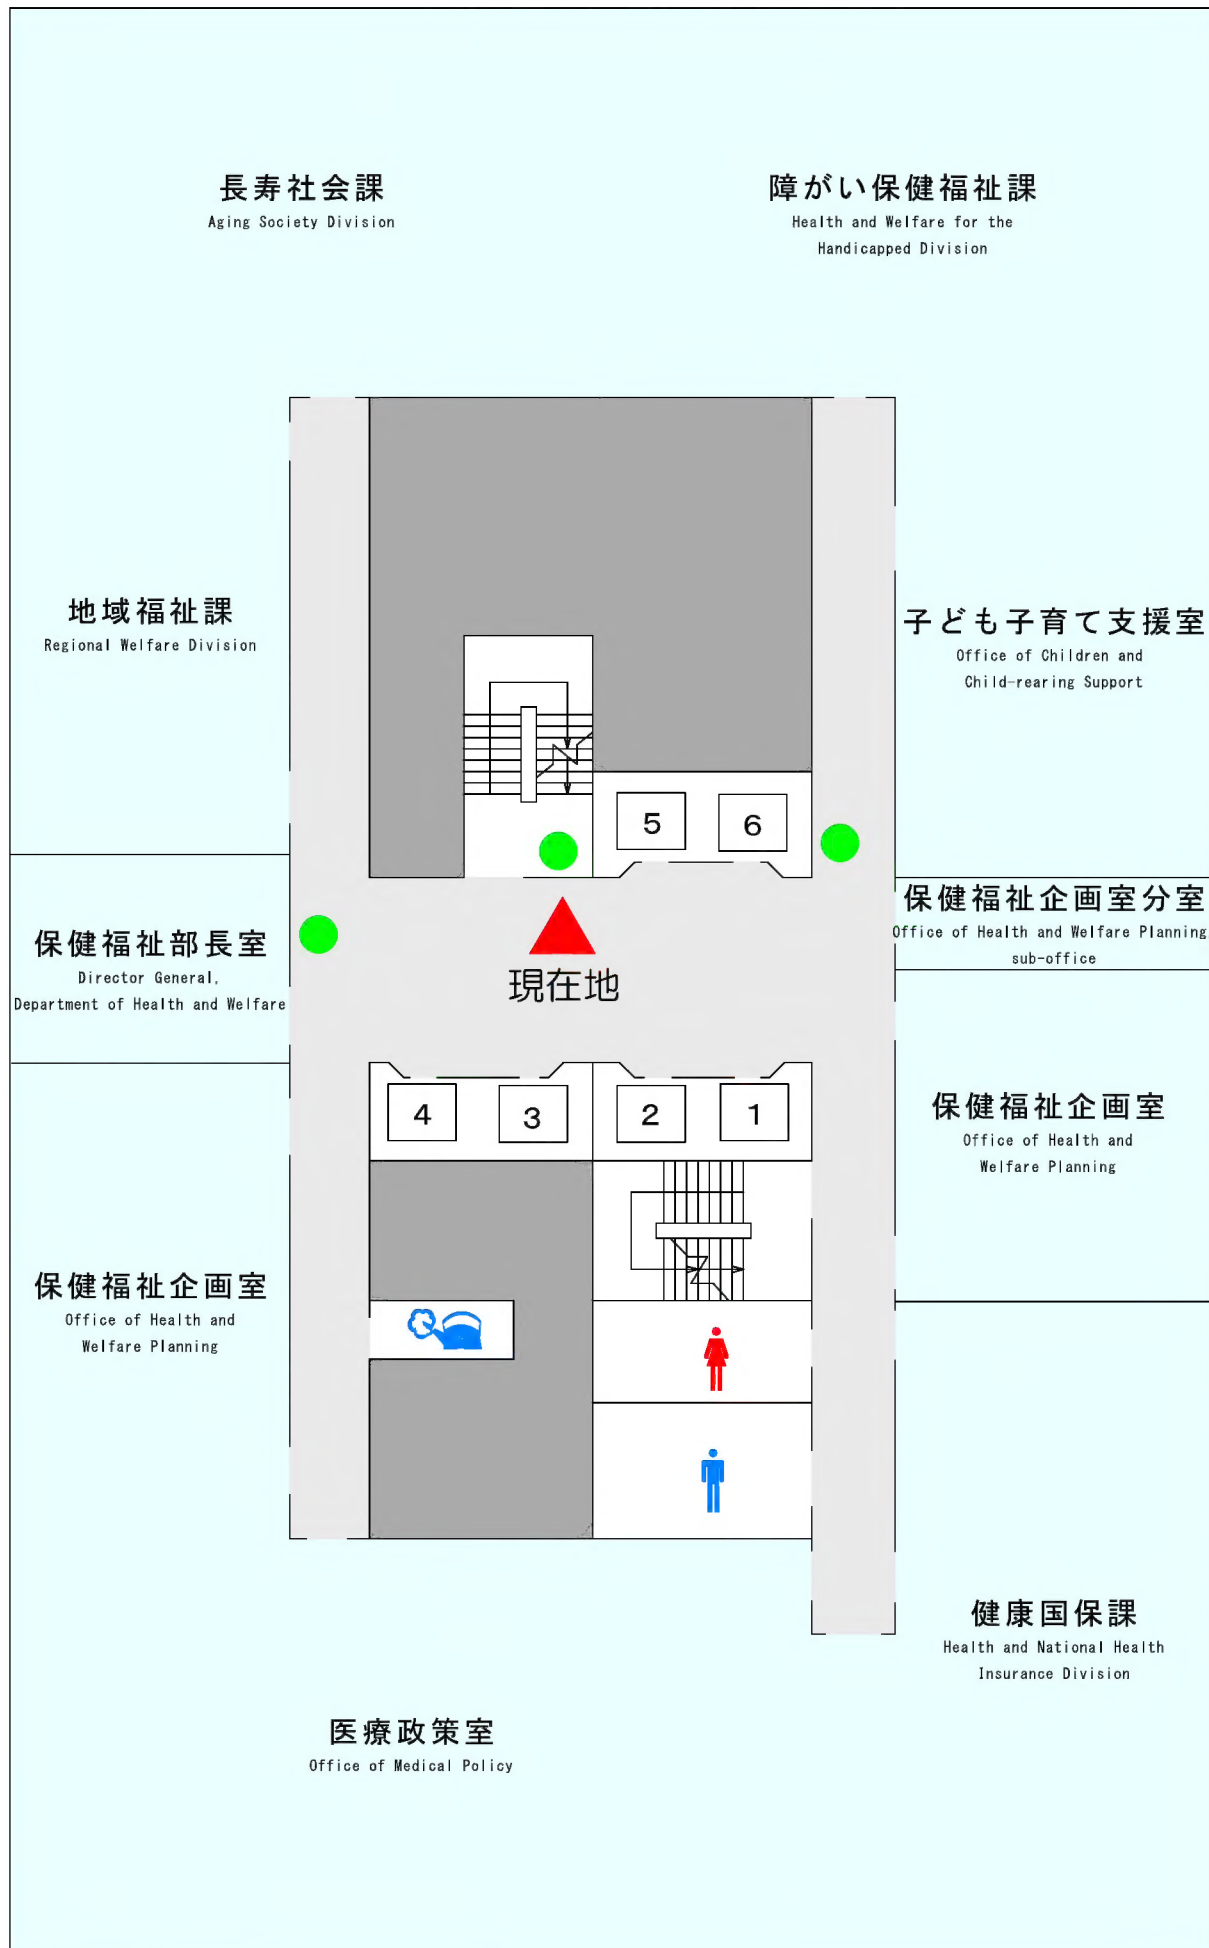 長寿社会課
Aging Society Division
障がい保健福祉課
Health and Welfare for the
Handicapped Division
地域福祉課
Regional Welfare Division
子ども子育て支援室
Office of Children and
Child-rearing Support
5
6
保健福祉部長室
Director General,
Department of Health and Welfare
現在地
保健福祉企画室分室
Office of Health and Welfare Planning
sub-office
4
3
2
1
保健福祉企画室
Office of Health and
Welfare Planning
保健福祉企画室
Office of Health and
Welfare Planning
健康国保課
Health and National Health
Insurance Division
医療政策室
Office of Medical Policy